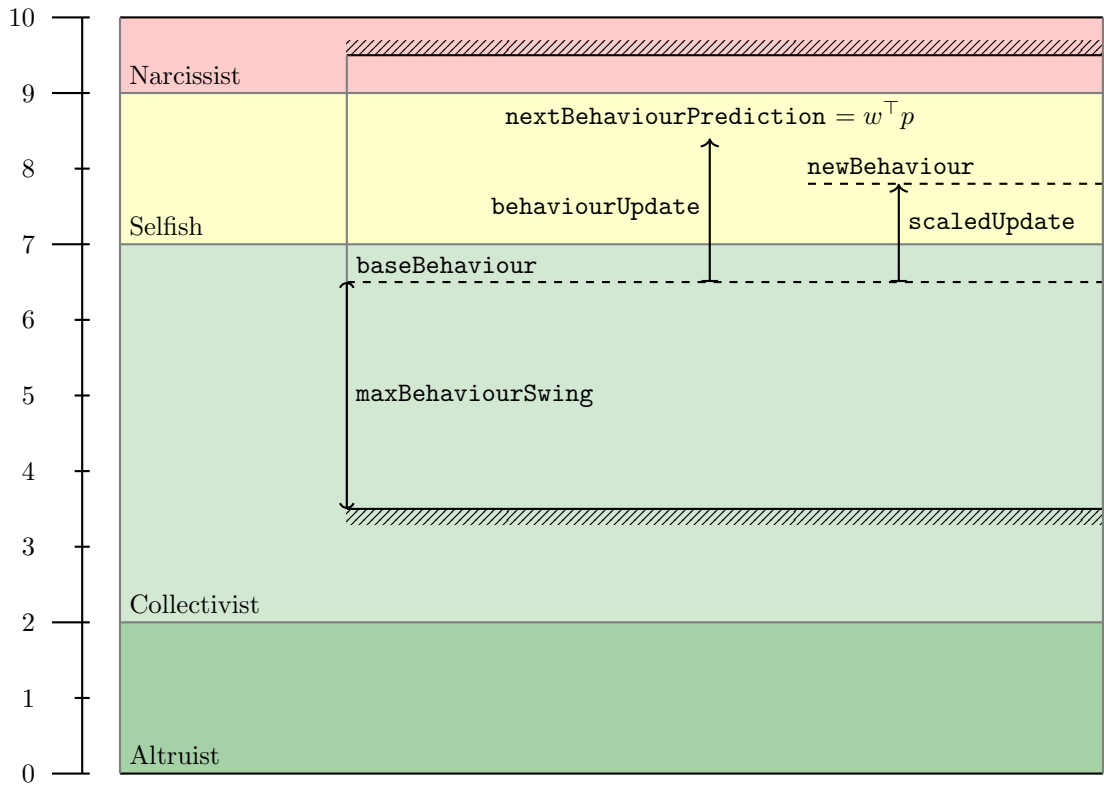 10
Narcissist
9
nextBehaviourPrediction = w⊤p
8
newBehaviour
behaviourUpdate
scaledUpdate
Selfish
7
baseBehaviour
6
5
maxBehaviourSwing
4
3
Collectivist
2
1
Altruist
0